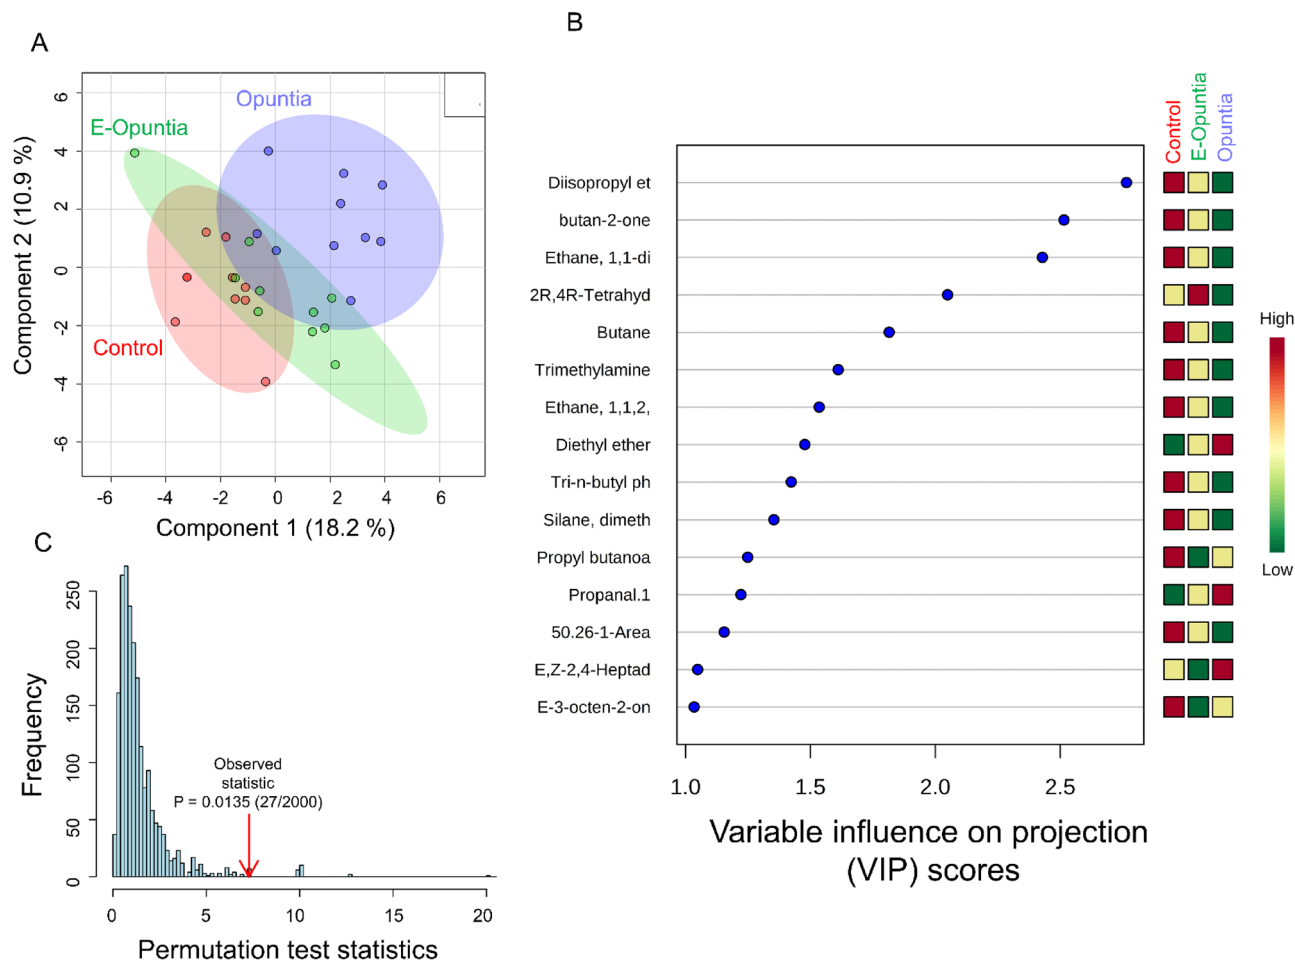 A
Opuntia
E-Opuntia
Control
6
4
2
0
-2
-4
-6
Component 2 (10.9 %)
-6
-4
-2
0
2
4
6
Component 1 (18.2 %)
B
Control
E-Opuntia
Opuntia
Diisopropyl et
butan-2-one
Ethane, 1,1-di
2R,4R-Tetrahyd
Butane
Trimethylamine
Ethane, 1,1,2,
Diethyl ether
Tri-n-butyl ph
Silane, dimeth
Propyl butanoa
Propanal.1
50.26-1-Area
E,Z-2,4-Heptad
E-3-octen-2-on
1.0
1.5
2.0
2.5
Variable influence on projection
(VIP) scores
High
Low
C
250
200
150
100
50
0
Frequency
Observed
statistic
P = 0.0135 (27/2000)
0
5
10
15
20
Permutation test statistics